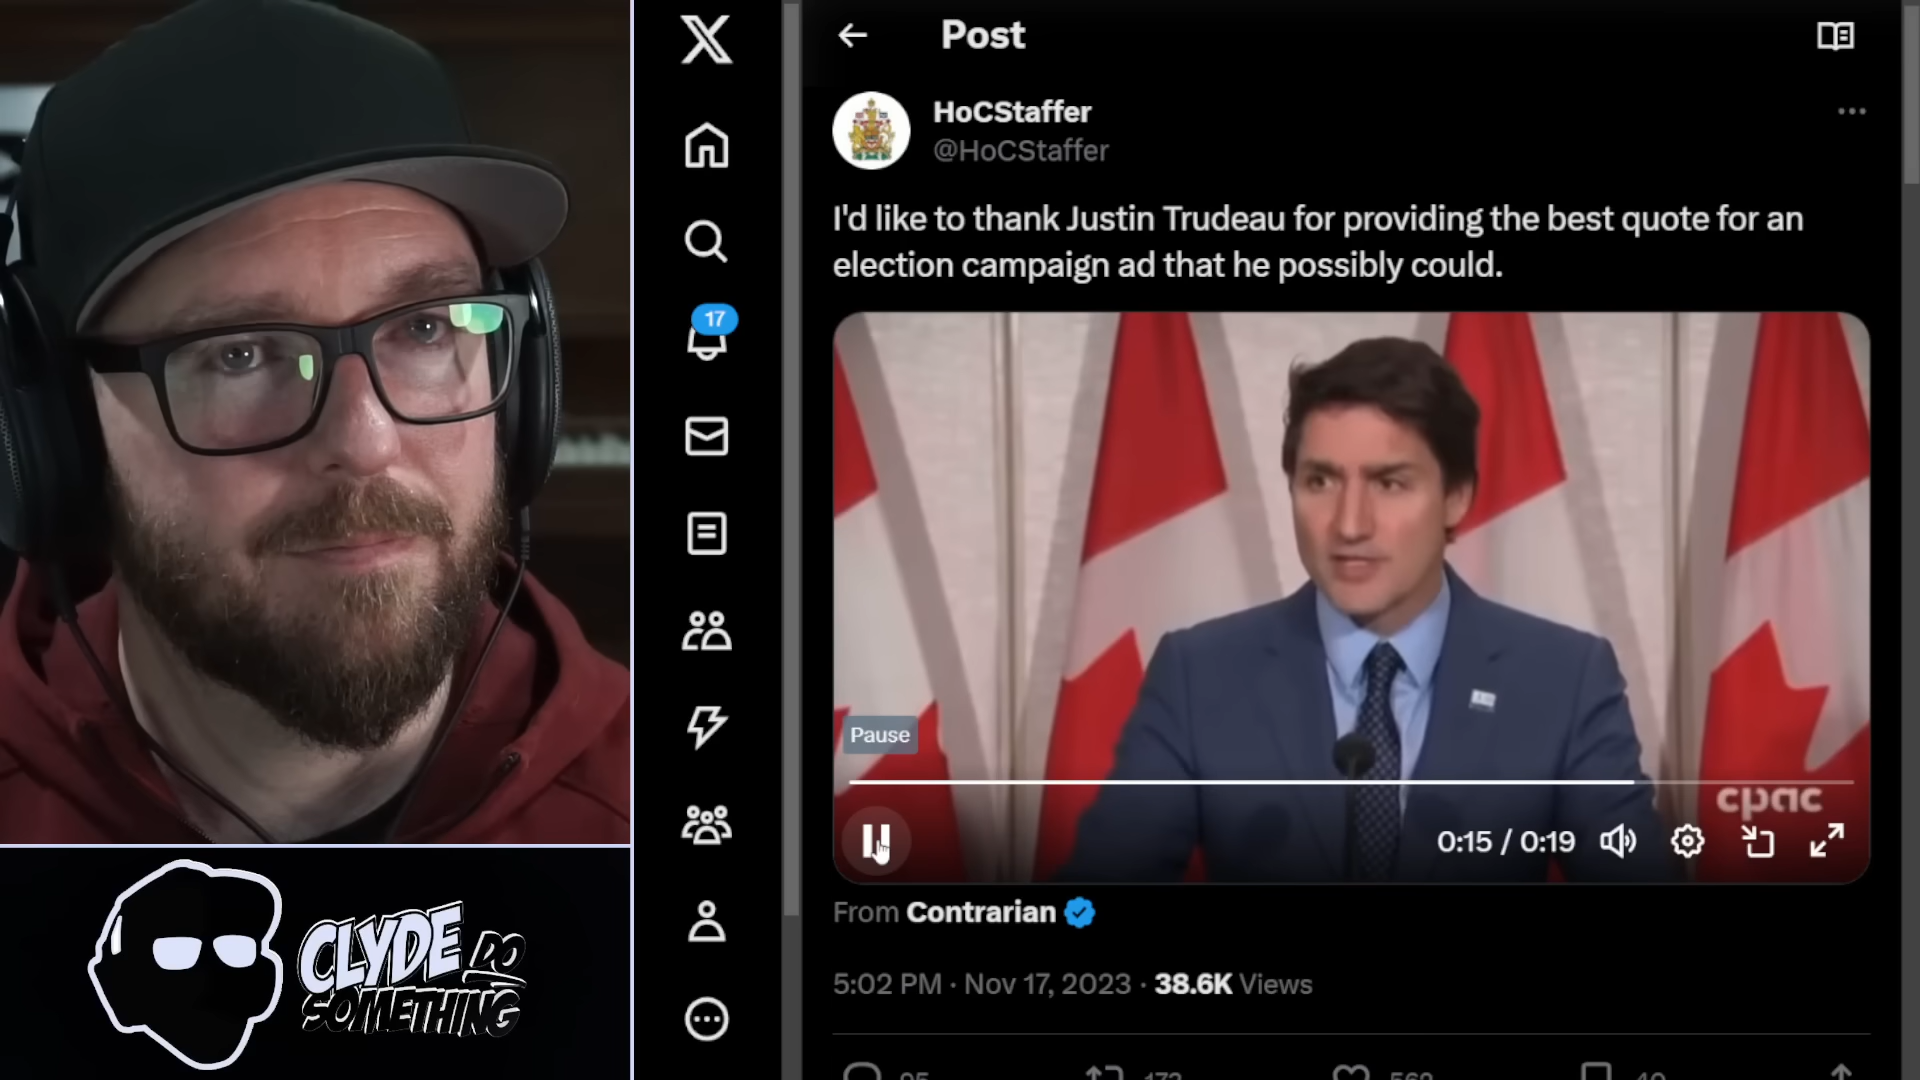 Post
HoCStaffer
@HoCStaffer
I'd like to thank Justin Trudeau for providing the best quote for an
election campaign ad that he possibly could.
17
Pause
cpac
0:15 / 0:19
From Contrarian
5:02 PM · Nov 17, 2023 · 38.6K Views
CLYDE DO
SOMETHING